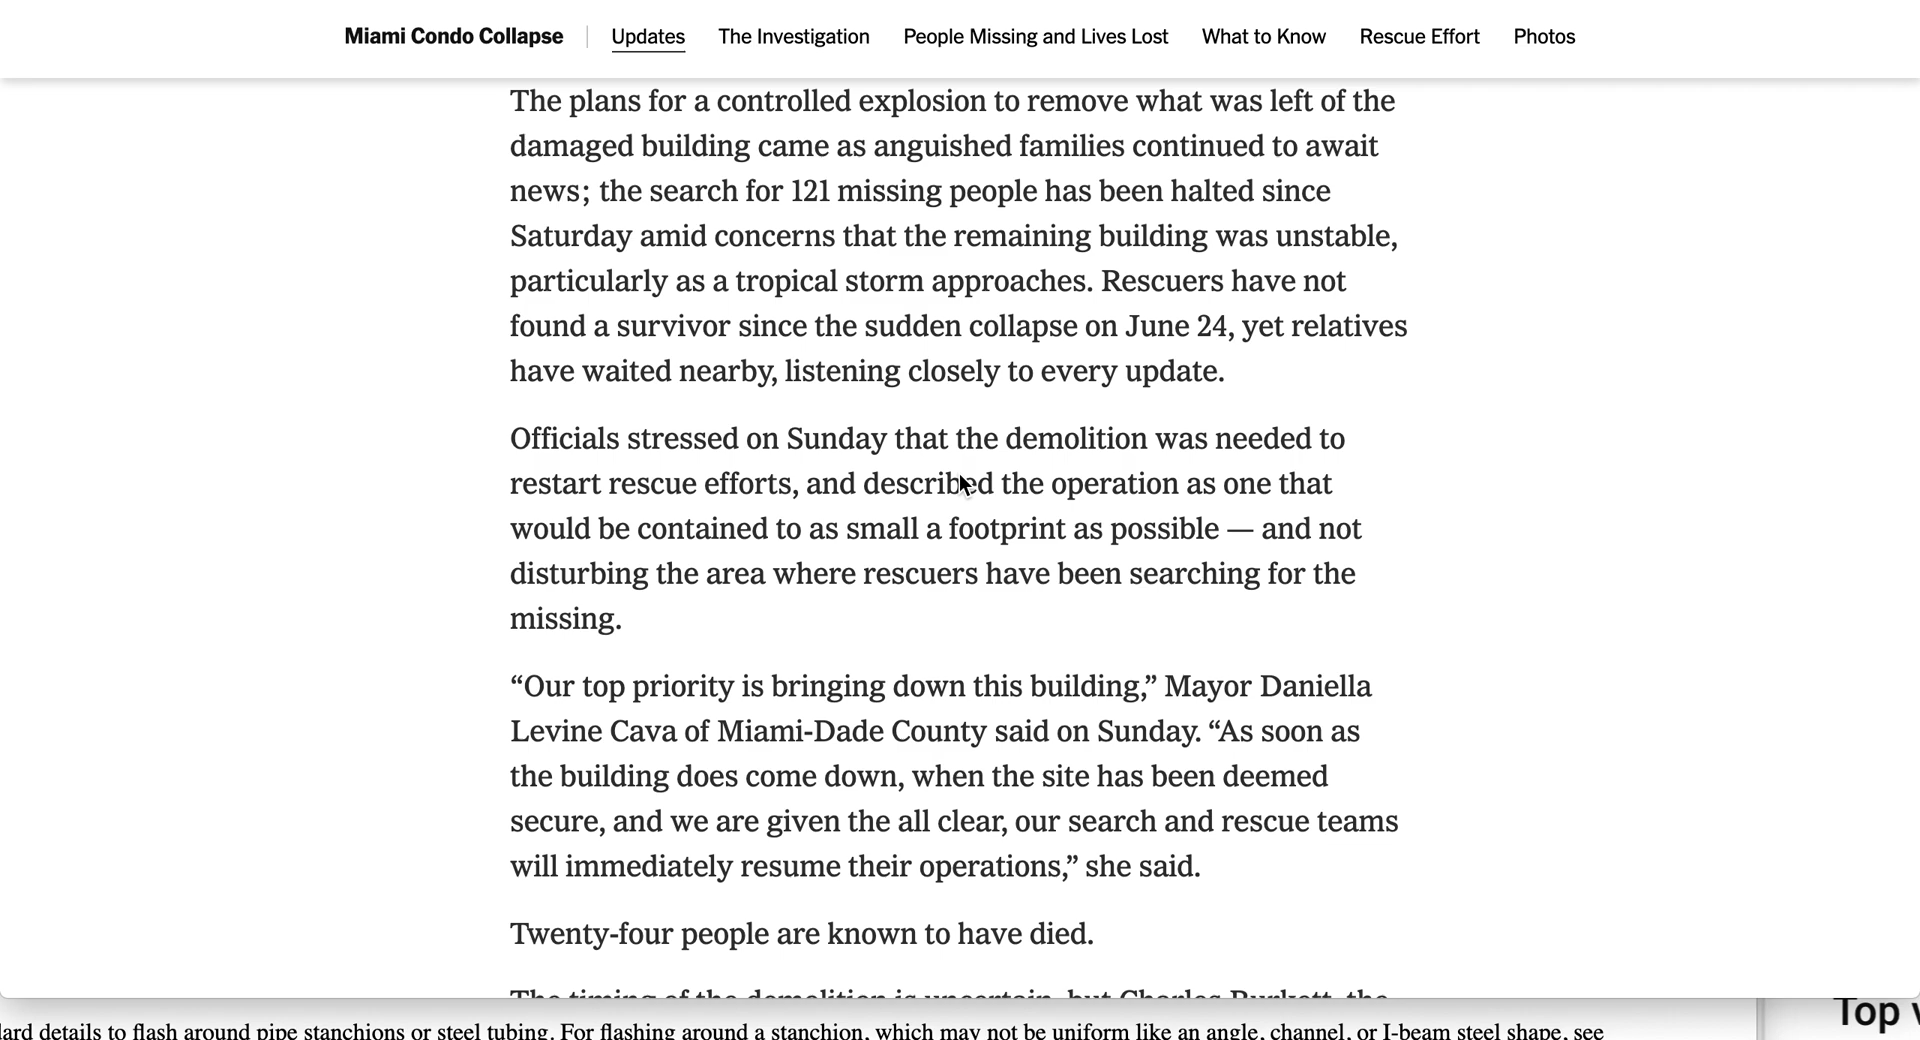 Miami Condo Collapse
Updates
The Investigation
People Missing and Lives Lost
What to Know
Rescue Effort
Photos
The plans for a controlled explosion to remove what was left of the
damaged building came as anguished families continued to await
news; the search for 121 missing people has been halted since
Saturday amid concerns that the remaining building was unstable,
particularly as a tropical storm approaches. Rescuers have not
found a survivor since the sudden collapse on June 24, yet relatives
have waited nearby, listening closely to every update.
Officials stressed on Sunday that the demolition was needed to
restart rescue efforts, and described the operation as one that
would be contained to as small a footprint as possible — and not
disturbing the area where rescuers have been searching for the
missing.
“Our top priority is bringing down this building,” Mayor Daniella
Levine Cava of Miami-Dade County said on Sunday. “As soon as
the building does come down, when the site has been deemed
secure, and we are given the all clear, our search and rescue teams
will immediately resume their operations,” she said.
Twenty-four people are known to have died.
The timing of the demolition is uncertain, but Charles Burkett, the
details to flash around pipe stanchions or steel tubing. For flashing around a stanchion, which may not be uniform like an angle, channel, or I-beam steel shape, see
Top